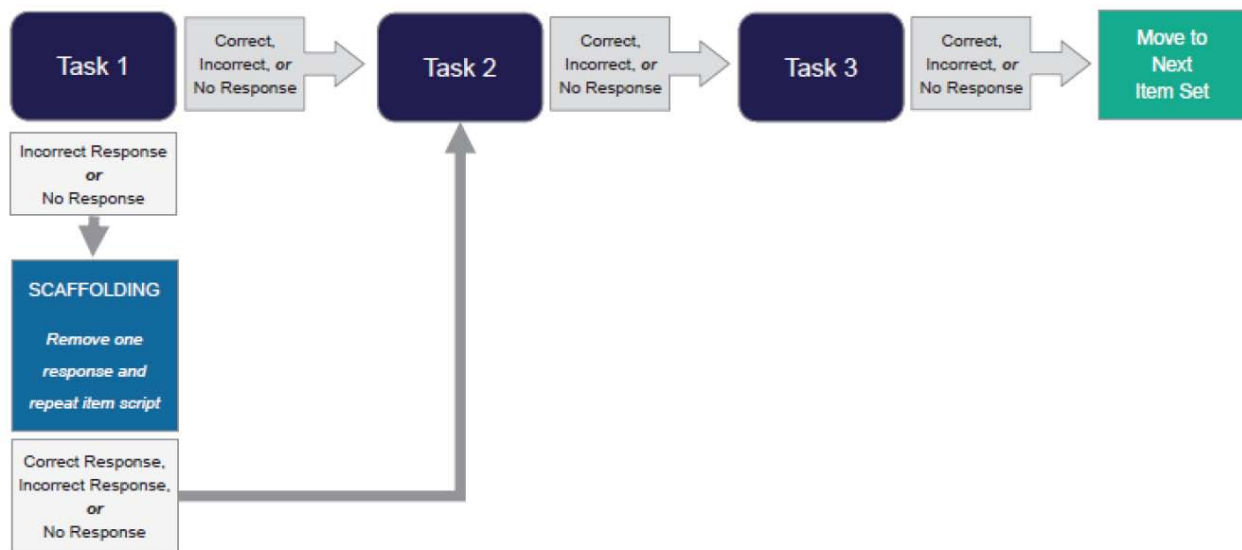 Task 1
Correct,
Incorrect, or
No Response
Task 2
Correct,
Incorrect, or
No Response
Task 3
Correct,
Incorrect, or
No Response
Move to
Next
Item Set
Incorrect Response
or
No Response
SCAFFOLDING
Remove one
response and
repeat item script
Correct Response,
Incorrect Response,
or
No Response